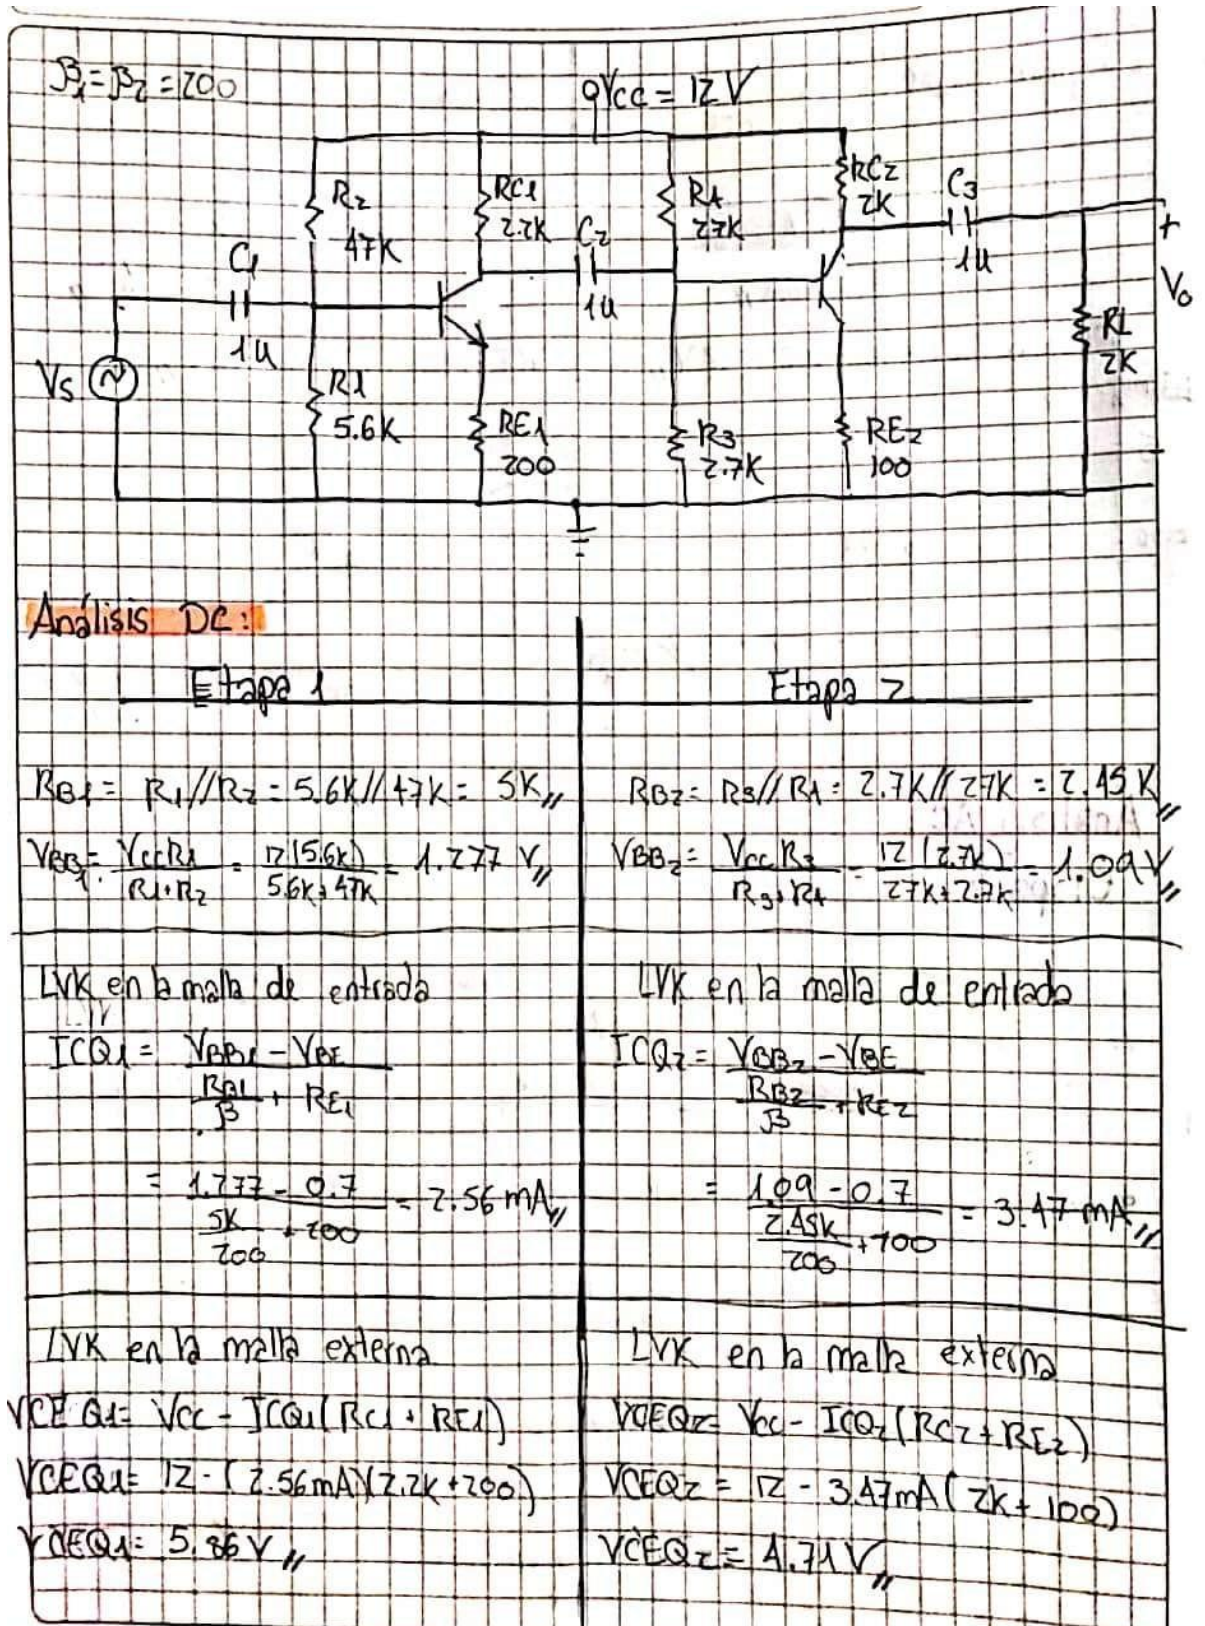 β1=β2=200
VCC=12V
R2
47K
RC1
2.2K
R4
27K
RC2
2K
C3
1u
C1
1u
C2
1u
+
Vo
-
Vs
R1
5.6K
RE1
200
R3
2.7K
RE2
100
RL
2K
Análisis DC:
Etapa 1
RB1= R1//R2=5.6K//47K= 5K
VBB1= VccR1/R1+R2 = 12(5.6K)/5.6K+47K = 1.277 V
LVK en la malla de entrada
ICQ1= VBB1-VBE / RB1/β + RE1
= 1.277-0.7 / 5K/200 +200 = 2.56 mA
LVK en la malla externa
VCEQ1= VCC-ICQ1(RC1+RE1)
VCEQ1= 12-(2.56mA)(2.2K+200)
VCEQ1= 5.86 V
Etapa 2
RB2= R3//R4= 2.7K//27K = 2.45 K
VBB2= VccR3/R3+R4 = 12(2.7K)/27K+2.7K = 1.09V
LVK en la malla de entrada
ICQ2= VBB2-VBE / RB2/β +RE2
= 1.09-0.7 / 2.45K/200 +100 = 3.47 mA
LVK en la malla externa
VCEQ2= Vcc-ICQ2(RC2+RE2)
VCEQ2= 12-3.47mA(2K+100)
VCEQ2= 4.71V